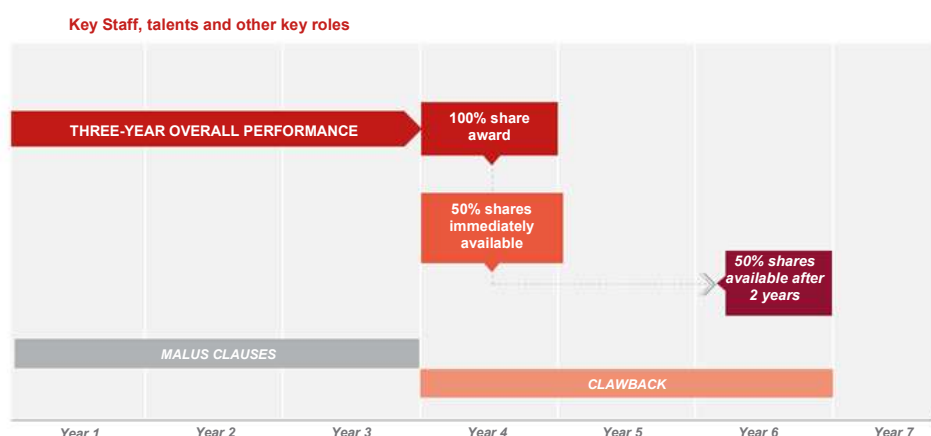 Key Staff, talents and other key roles
THREE-YEAR OVERALL PERFORMANCE
100% share
award
50% shares
immediately
available
50% shares
available after
2 years
MALUS CLAUSES
CLAWBACK
Year 1 Year 2 Year 3 Year 4 Year 5 Year 6 Year 7